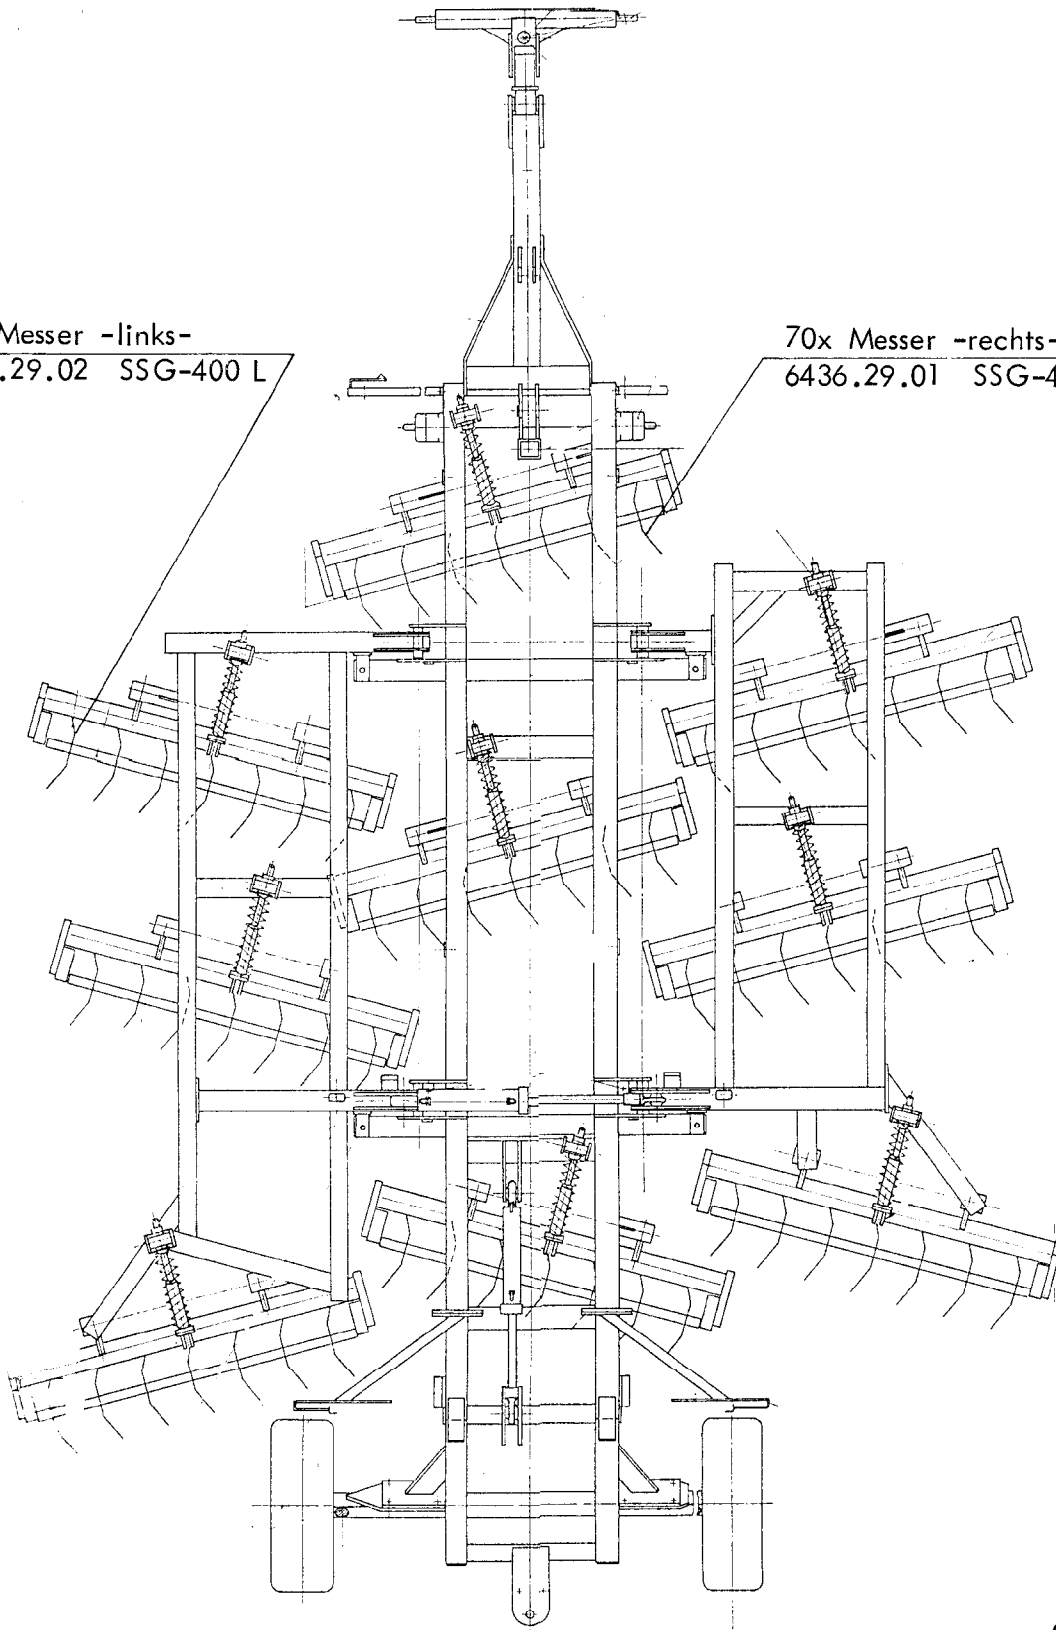 Messer -links-
.29.02 SSG-400 L
70x Messer -rechts-
6436.29.01 SSG-4